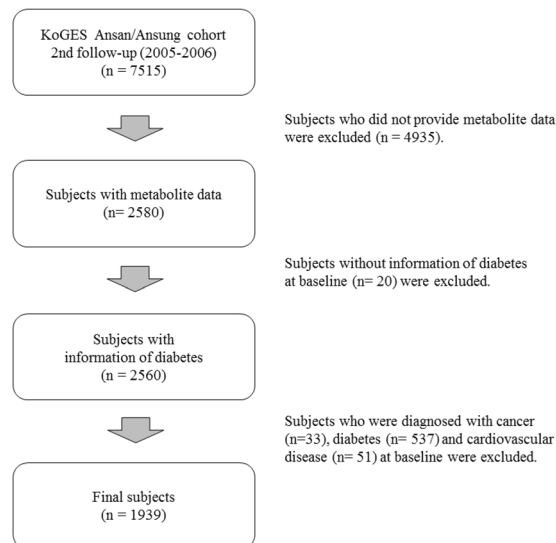 KoGES Ansan/Ansung cohort
2nd follow-up (2005-2006)
(n = 7515)
Subjects who did not provide metabolite data
were excluded (n = 4935).
Subjects with metabolite data
(n= 2580)
Subjects without information of diabetes
at baseline (n= 20) were excluded.
Subjects with
information of diabetes
(n = 2560)
Subjects who were diagnosed with cancer
(n=33), diabetes (n= 537) and cardiovascular
disease (n= 51) at baseline were excluded.
Final subjects
(n = 1939)